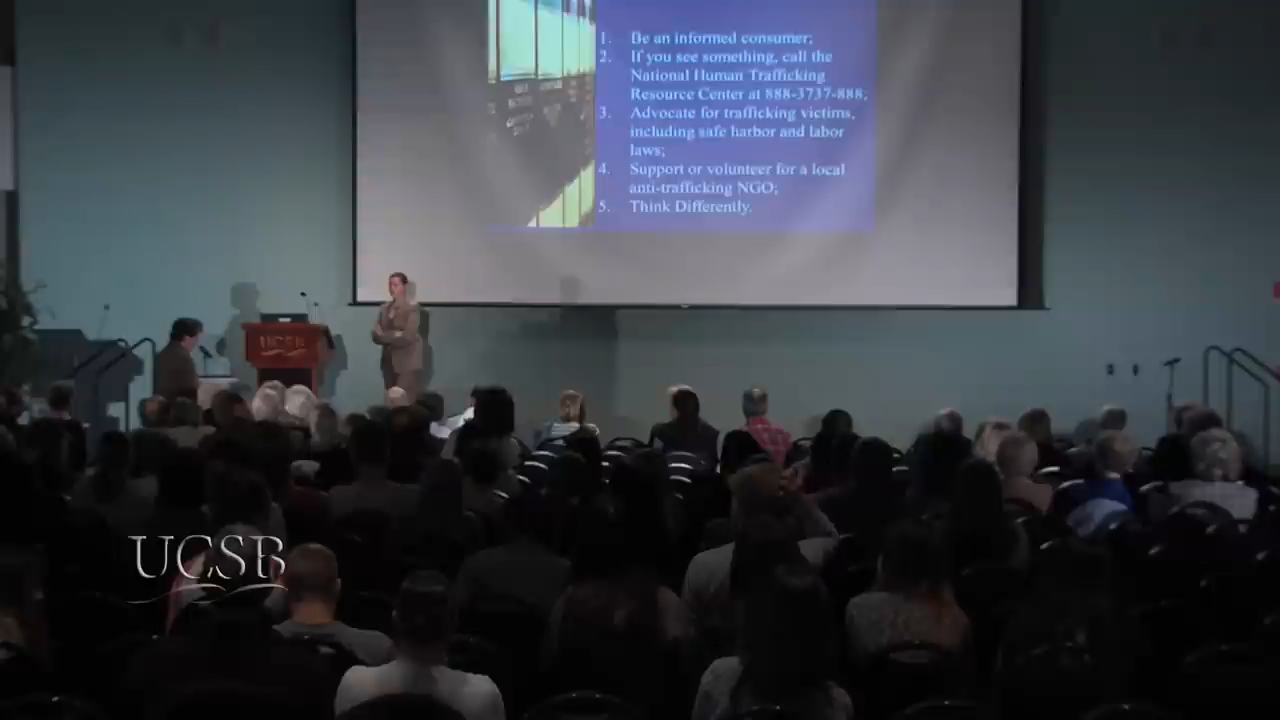 1. Be an informed consumer;
2. If you see something, call the
National Human Trafficking
Resource Center at 888-3737-888,
3. Advocate for trafficking victims,
including safe harbor and labor
laws;
4. Support or volunteer for a local
anti-trafficking NGO;
5. Think Differently.
UCSB
UCSB